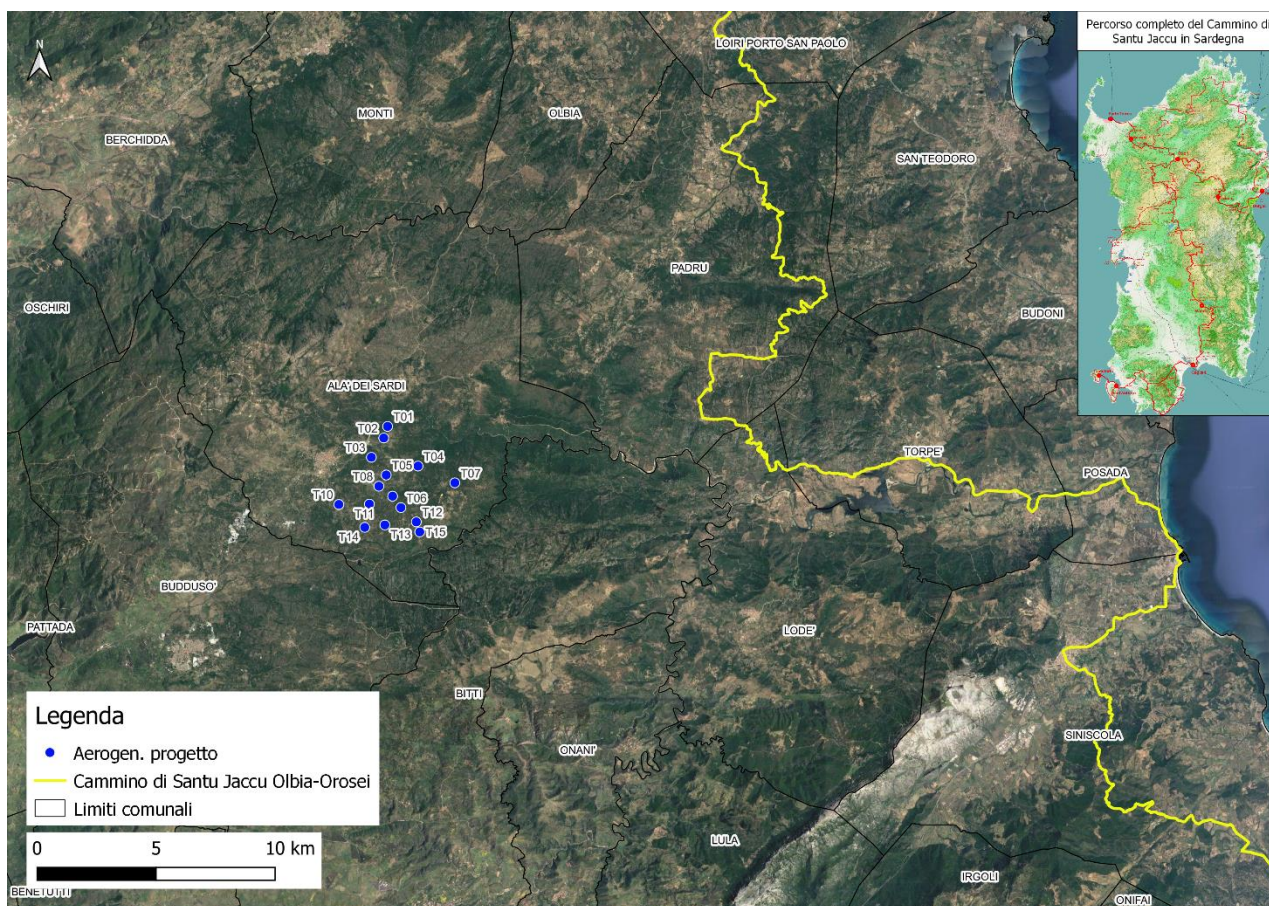 Percorso completo del Cammino di
Santu Jaccu in Sardegna
N
LOIRI PORTO SAN PAOLO
MONTI
OLBIA
BERCHIDDA
SAN TEODORO
PADRU
OSCHIRI
BUDONI
ALA' DEI SARDI
T01
T02
T03
T05
T04
T08
T07
T10
T06
T11
T12
T14
T13
T15
TORPE'
POSADA
BUDDUSO'
PATTADA
LODE'
BITTI
ONANI'
SINISCOLA
LULA
IRGOLI
ONIFAI
BENETUTTI
Legenda
Aerogen. progetto
Cammino di Santu Jaccu Olbia-Orosei
Limiti comunali
0 5 10 km